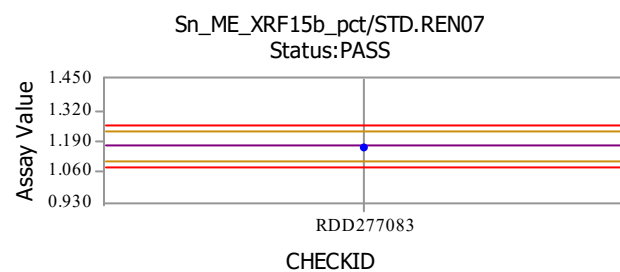 Sn_ME_XRF15b_pct/STD.REN07
Status:PASS
Assay Value
1.450
1.320
1.190
1.060
0.930
RDD277083
CHECKID